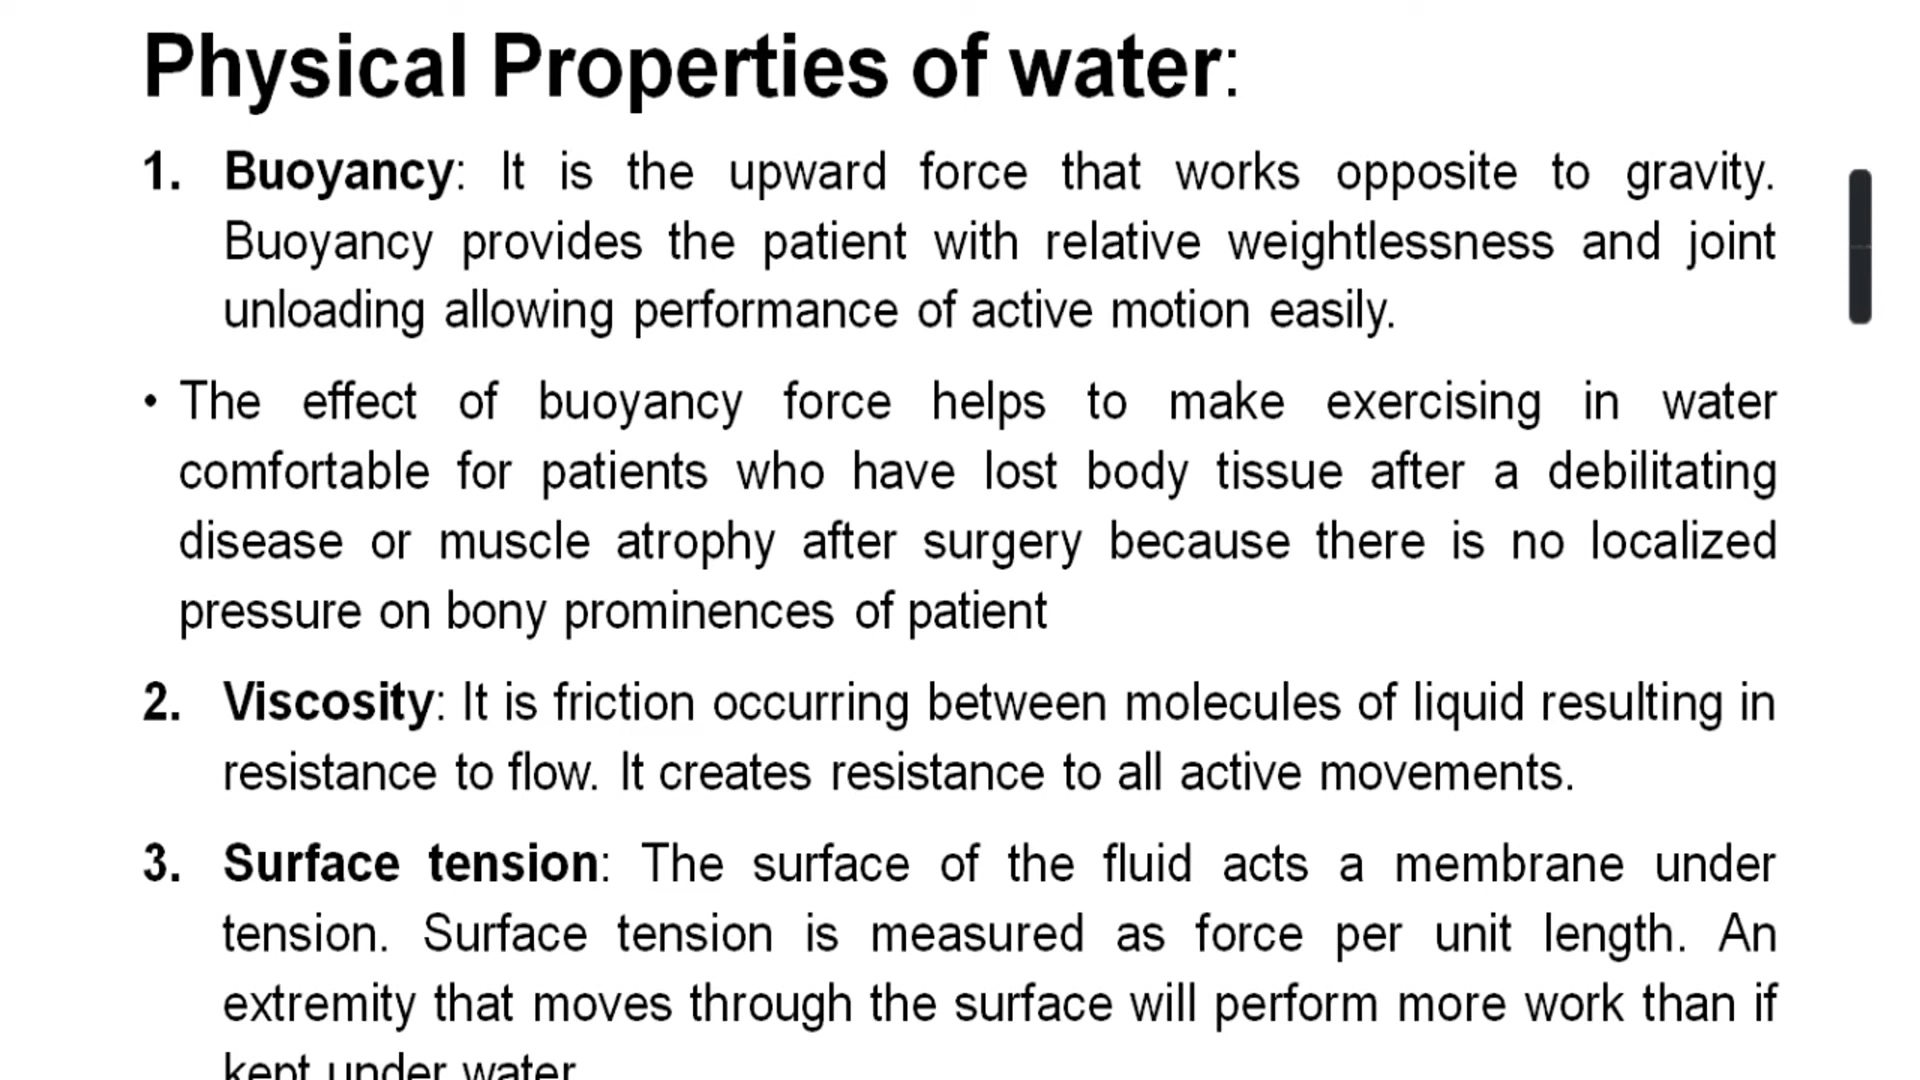 Physical Properties of water:
1. Buoyancy: It is the upward force that works opposite to gravity.
Buoyancy provides the patient with relative weightlessness and joint
unloading allowing performance of active motion easily.
• The effect of buoyancy force helps to make exercising in water
comfortable for patients who have lost body tissue after a debilitating
disease or muscle atrophy after surgery because there is no localized
pressure on bony prominences of patient
2. Viscosity: It is friction occurring between molecules of liquid resulting in
resistance to flow. It creates resistance to all active movements.
3. Surface tension: The surface of the fluid acts a membrane under
tension. Surface tension is measured as force per unit length. An
extremity that moves through the surface will perform more work than if
kept under water